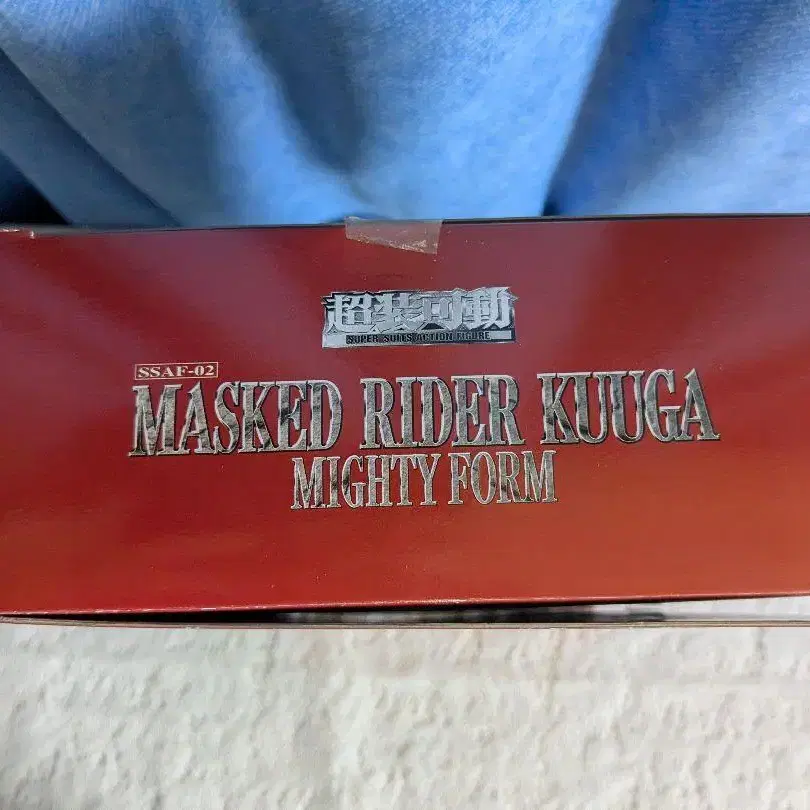 超装可動
SUPER SUITS ACTION FIGURE
SSAF-02
MASKED RIDER KUUGA
MIGHTY FORM